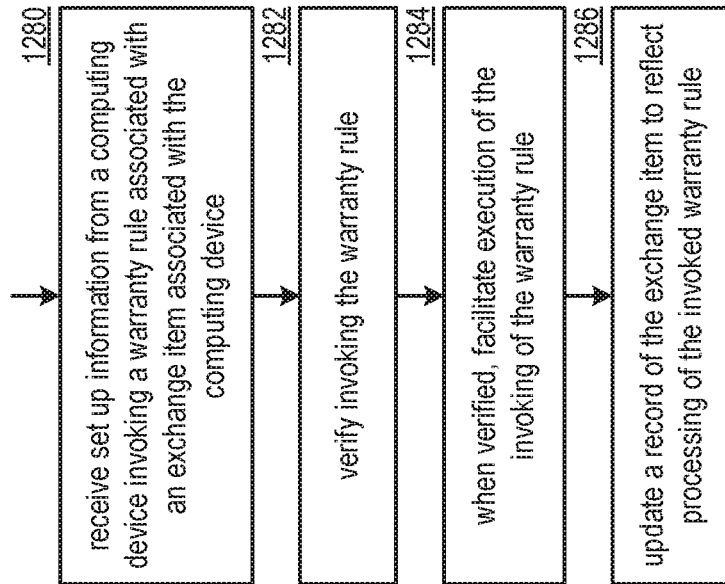 1280
receive set up information from a computing
device invoking a warranty rule associated with
an exchange item associated with the
computing device
1282
verify invoking the warranty rule
1284
when verified, facilitate execution of the
invoking of the warranty rule
1286
update a record of the exchange item to reflect
processing of the invoked warranty rule